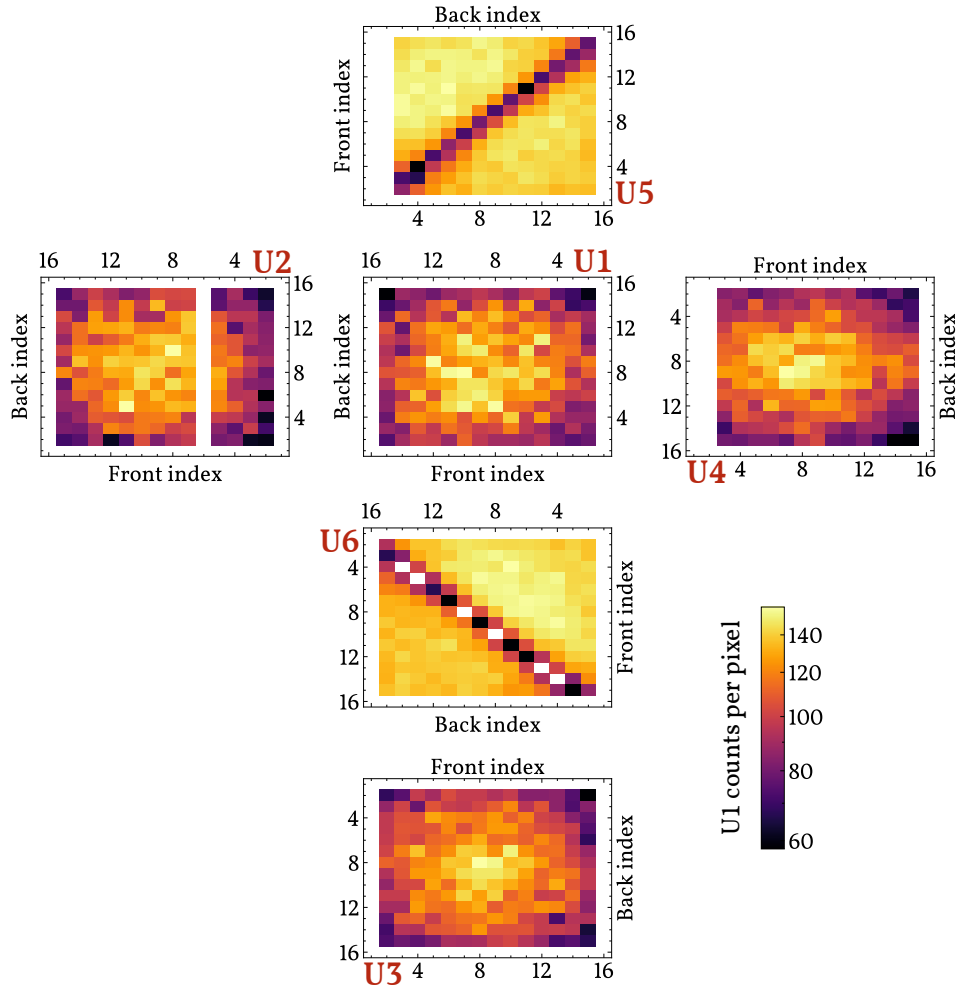 Back index
16
12
8
4
Front index
U5
4 8 12 16
16 12 8 4 U2
16
12
8
4
Back index
Front index
16 12 8 4 U1
16
12
8
4
Back index
Front index
Front index
4
8
12
16
Back index
U4 4 8 12 16
16 12 8 4
U6
4
8
12
16
Front index
Back index
Front index
4
8
12
16
Back index
U3 4 8 12 16
U1 counts per pixel
140
120
100
80
60